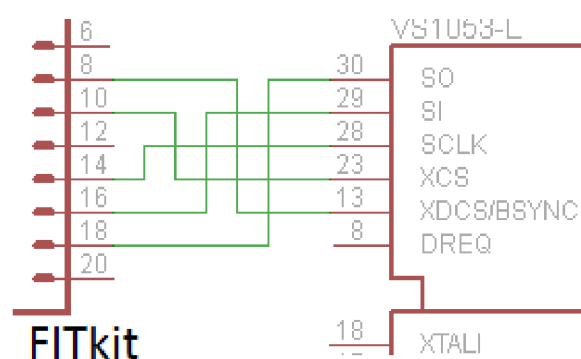 VS1053-L
6
8 30 SO
10 29 SI
12 28 SCLK
14 23 XCS
16 13 XDCS/BSYNC
18 8 DREQ
20
FITkit
18 XTALI